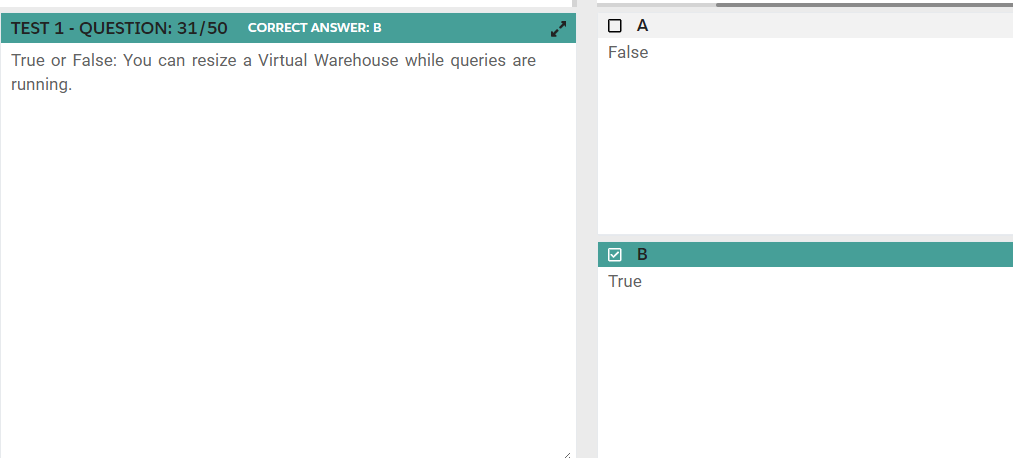 TEST 1 - QUESTION: 31/50 CORRECT ANSWER: B
True or False: You can resize a Virtual Warehouse while queries are
running.
A
False
B
True